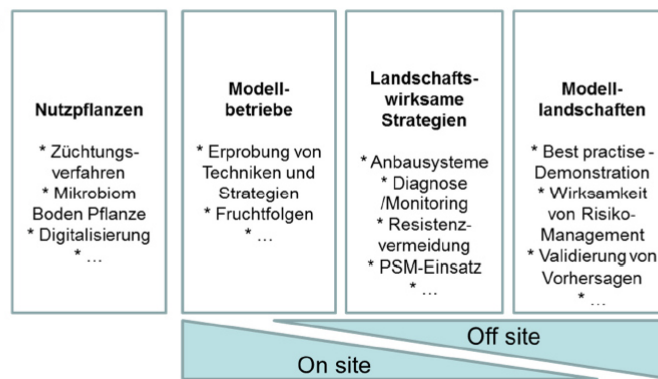 Nutzpflanzen
* Züchtungs-
verfahren
* Mikrobiom
Boden Pflanze
* Digitalisierung
* ...
Modell-
betriebe
* Erprobung von
Techniken und
Strategien
* Fruchtfolgen
* ...
Landschafts-
wirksame
Strategien
* Anbausysteme
* Diagnose
/Monitoring
* Resistenz-
vermeidung
* PSM-Einsatz
* ...
Modell-
landschaften
* Best practise -
Demonstration
* Wirksamkeit
von Risiko-
Management
* Validierung von
Vorhersagen
* ...
Off site
On site